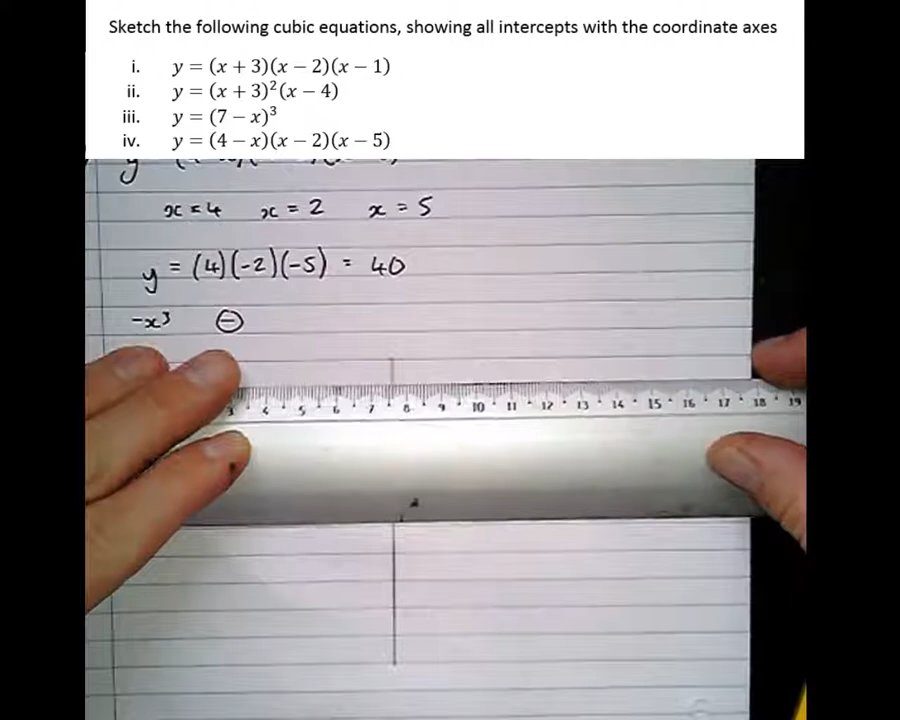 Sketch the following cubic equations, showing all intercepts with the coordinate axes
i. y = (x + 3)(x − 2)(x − 1)
ii. y = (x + 3)²(x − 4)
iii. y = (7 − x)³
iv. y = (4 − x)(x − 2)(x − 5)
y
x = 4 x = 2 x = 5
y = (4)(-2)(-5) = 40
-x³ ⊖
3 4 5 6 7 8 9 10 11 12 13 14 15 16 17 18 19